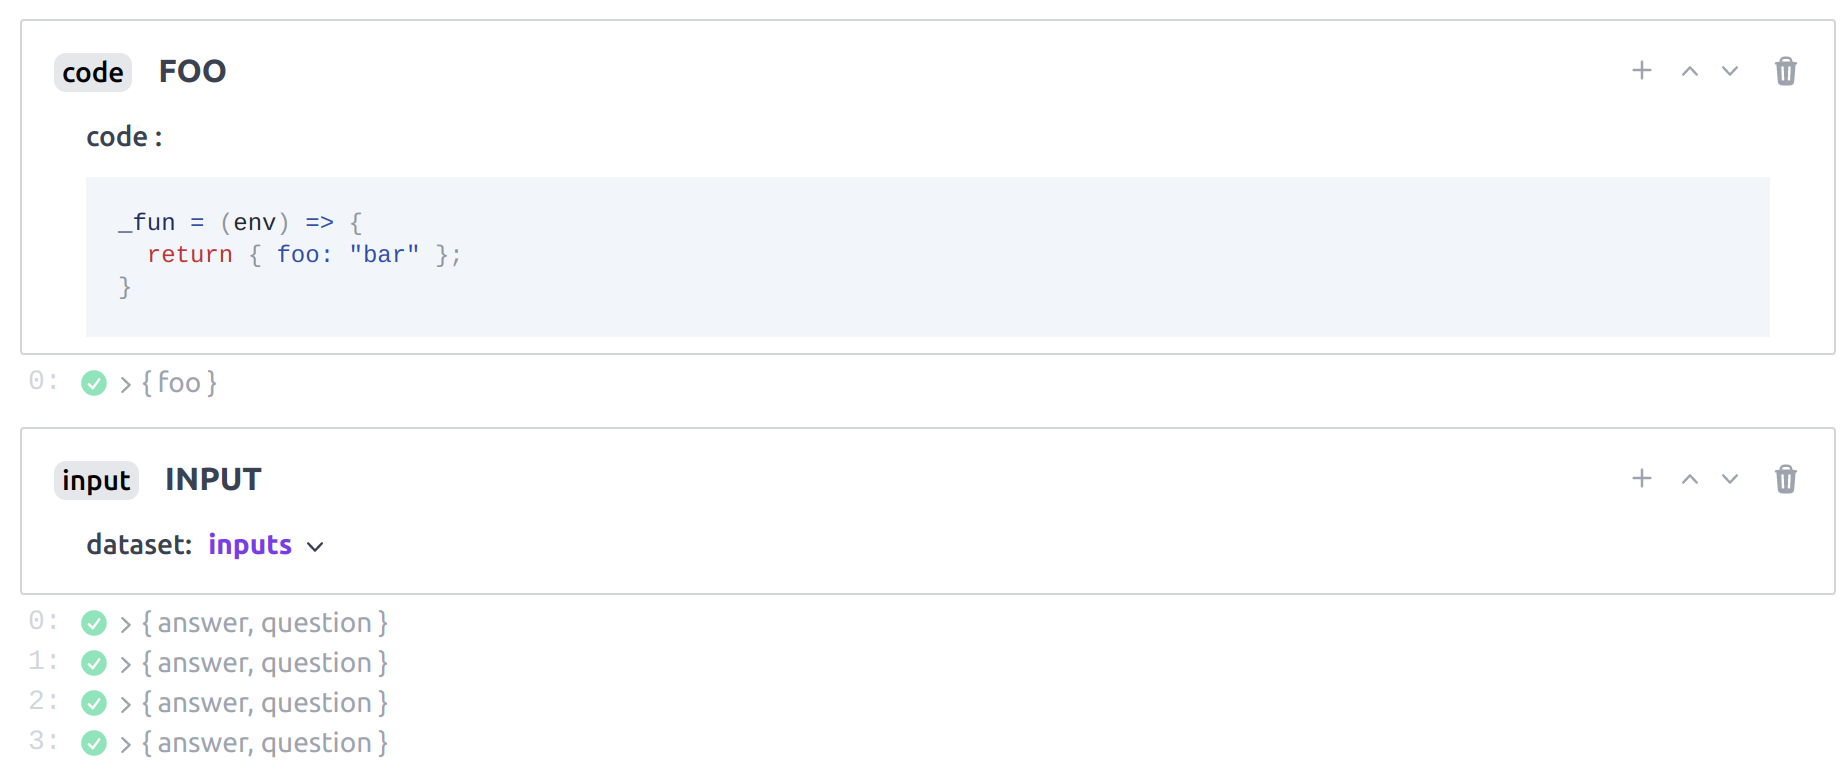 code FOO
code :
_fun = (env) => {
  return { foo: "bar" };
}
0: { foo }
input INPUT
dataset: inputs
0: { answer, question }
1: { answer, question }
2: { answer, question }
3: { answer, question }